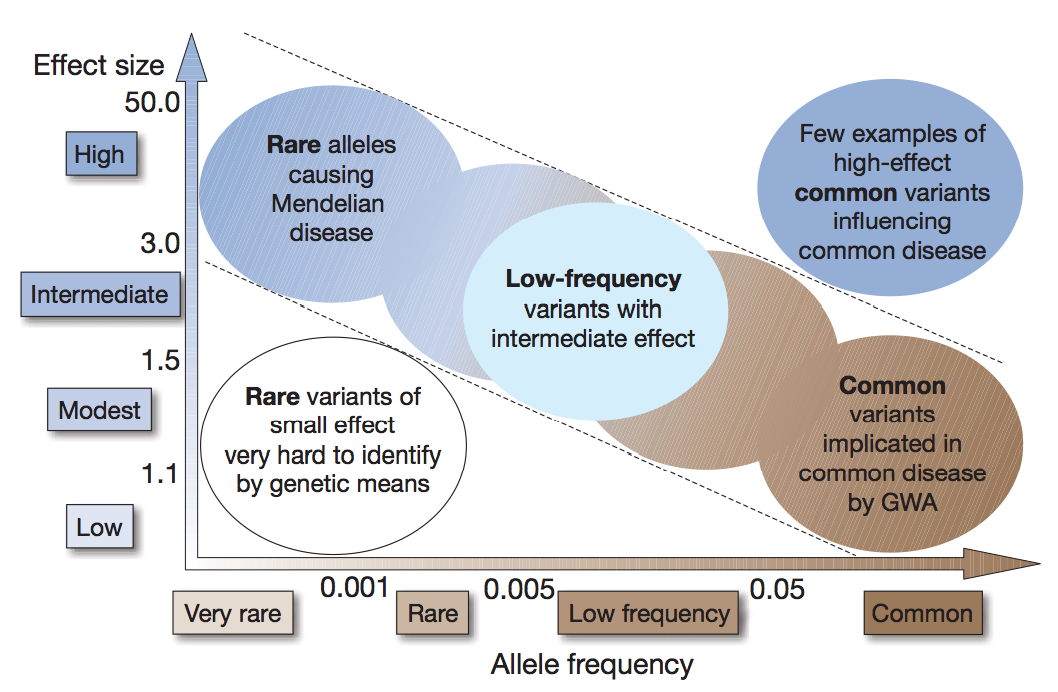 Effect size
50.0
High
3.0
Intermediate
1.5
Modest
1.1
Low
Rare alleles
causing
Mendelian
disease
Few examples of
high-effect
common variants
influencing
common disease
Low-frequency
variants with
intermediate effect
Rare variants of
small effect
very hard to identify
by genetic means
Common
variants
implicated in
common disease
by GWA
0.001
0.005
0.05
Very rare
Rare
Low frequency
Common
Allele frequency